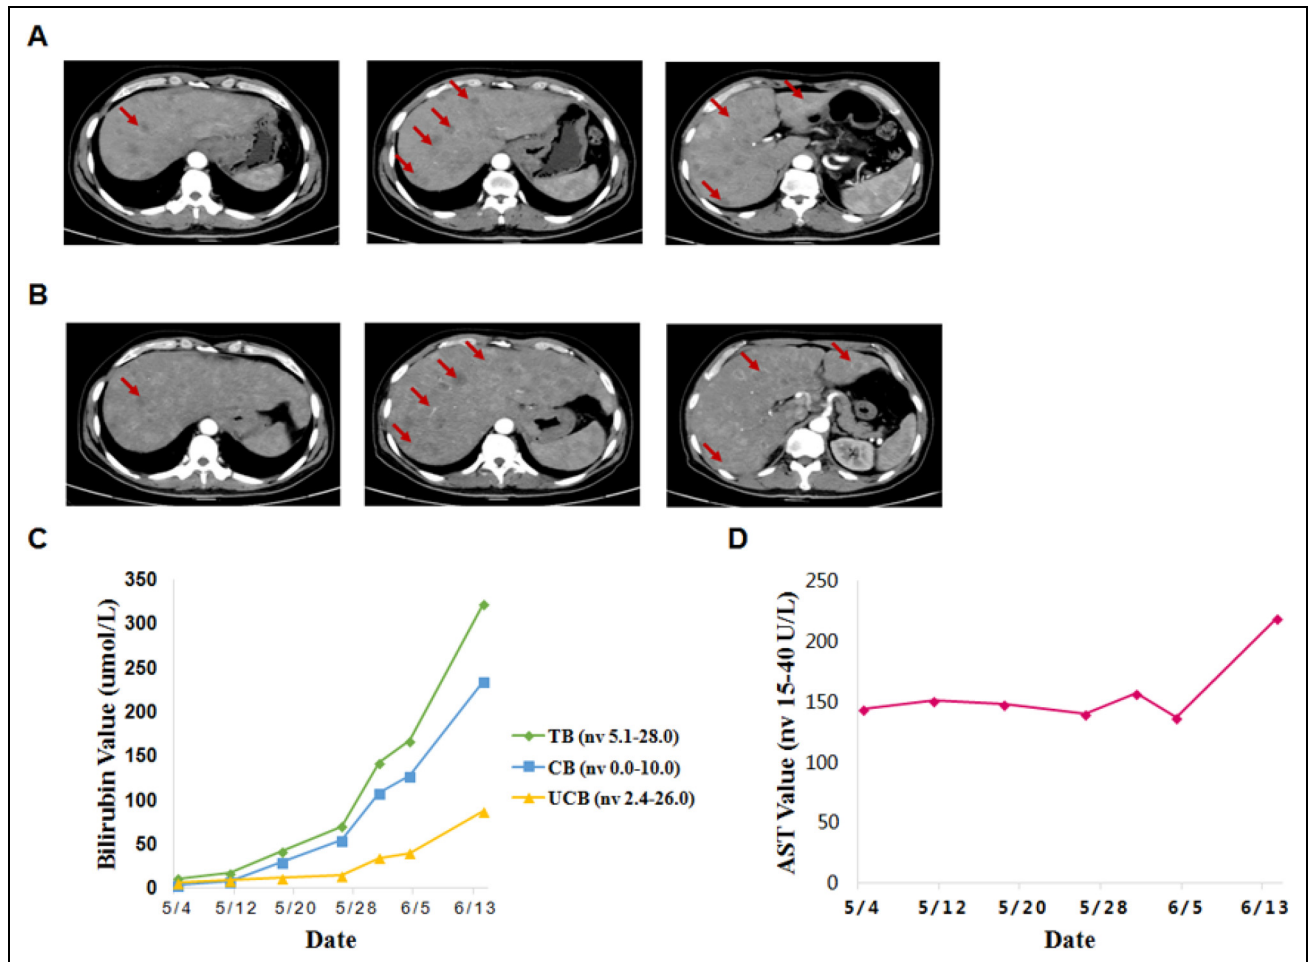 A
B
C
D
Bilirubin Value (umol/L)
350
300
250
200
150
100
50
0
5/4
5/12
5/20
5/28
6/5
6/13
Date
TB (nv 5.1-28.0)
CB (nv 0.0-10.0)
UCB (nv 2.4-26.0)
AST Value (nv 15-40 U/L)
250
200
150
100
50
0
5/4
5/12
5/20
5/28
6/5
6/13
Date